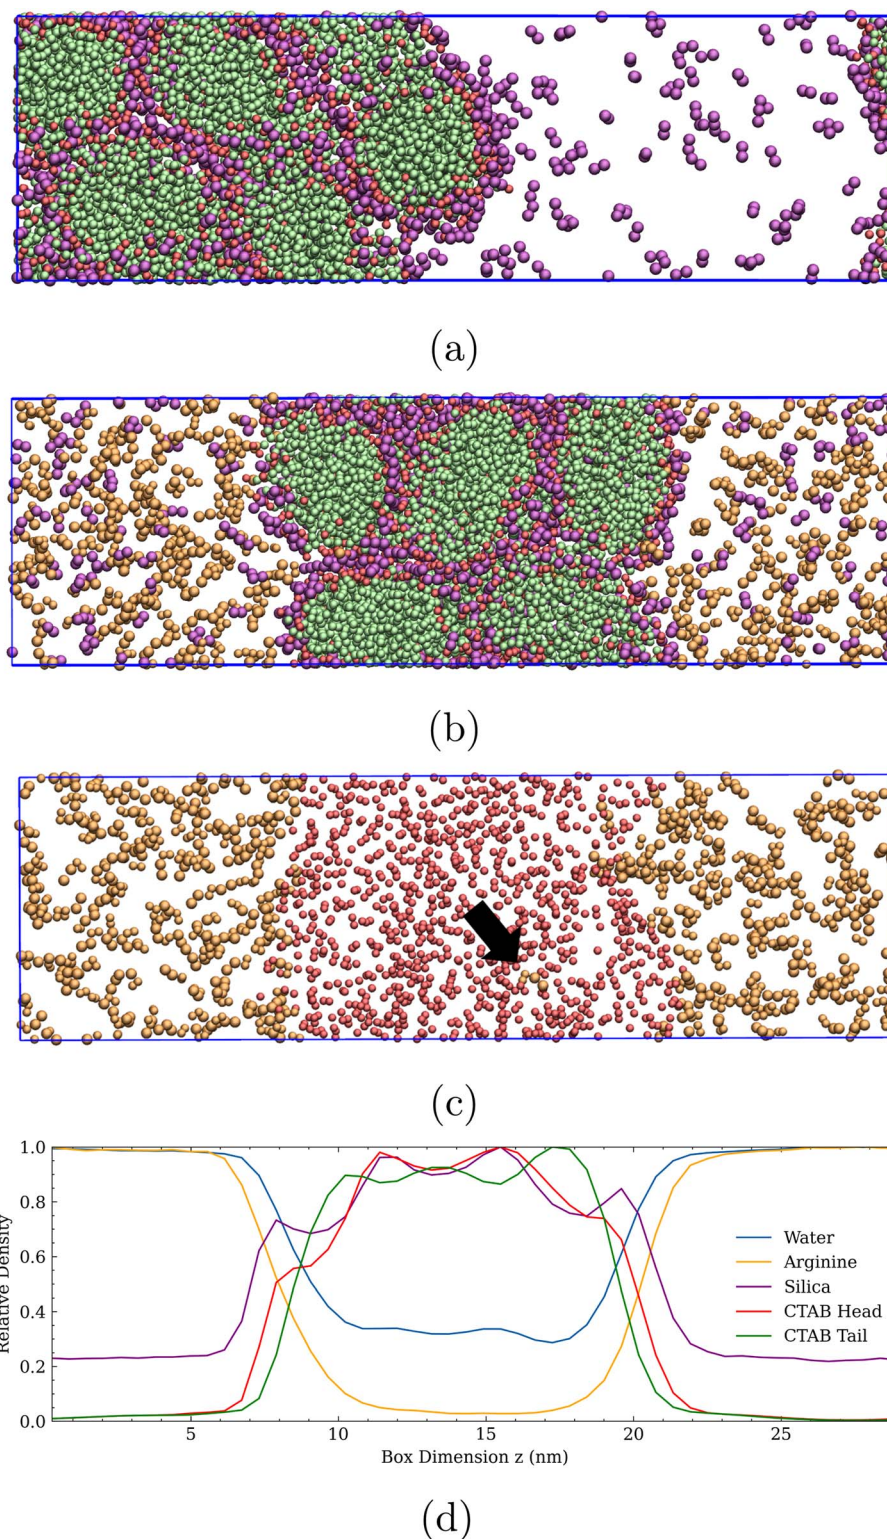 (a)
(b)
(c)
1.0
0.8
0.6
0.4
0.2
0.0
Relative Density
Water
Arginine
Silica
CTAB Head
CTAB Tail
5 10 15 20 25
Box Dimension z (nm)
(d)